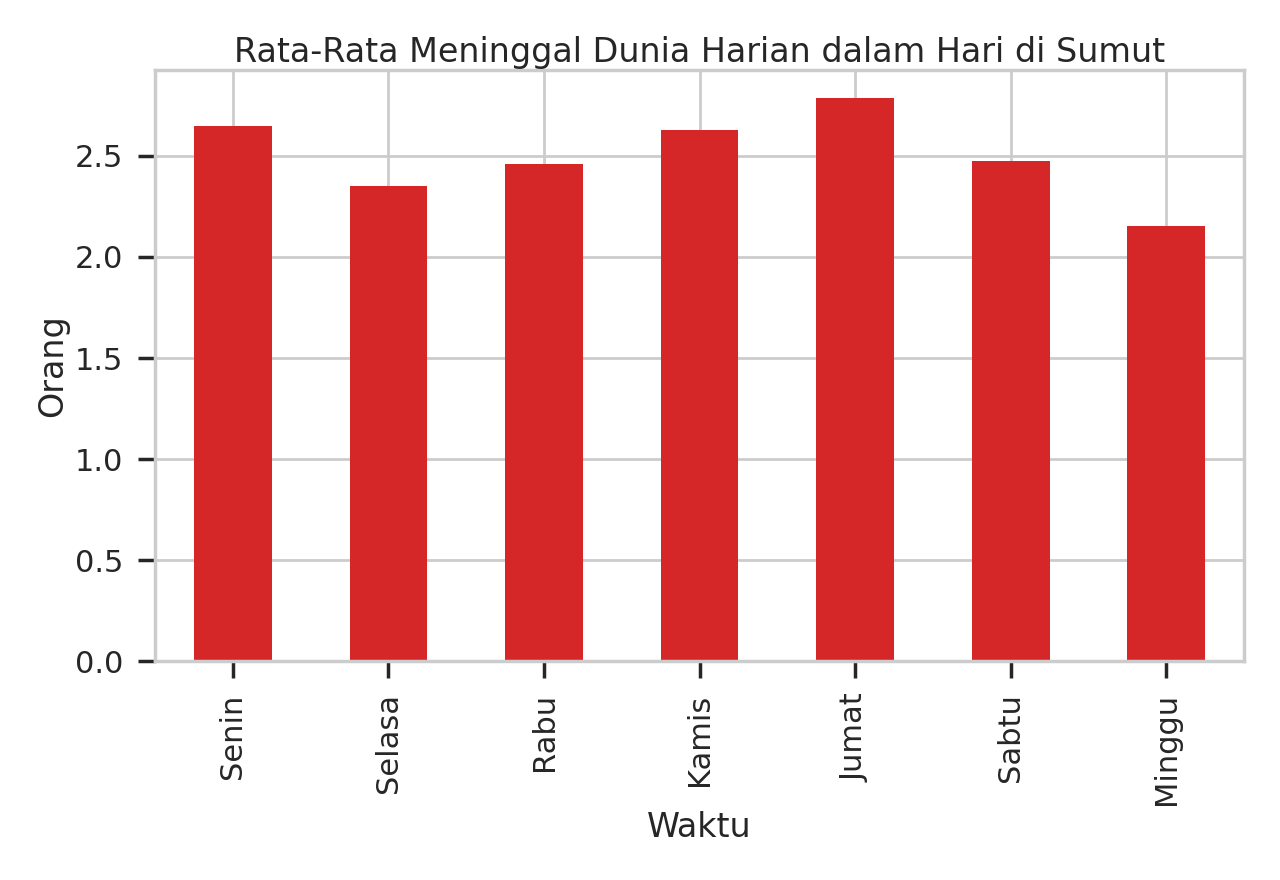 Rata-Rata Meninggal Dunia Harian dalam Hari di Sumut
Orang
2.5
2.0
1.5
1.0
0.5
0.0
Senin
Selasa
Rabu
Kamis
Jumat
Sabtu
Minggu
Waktu